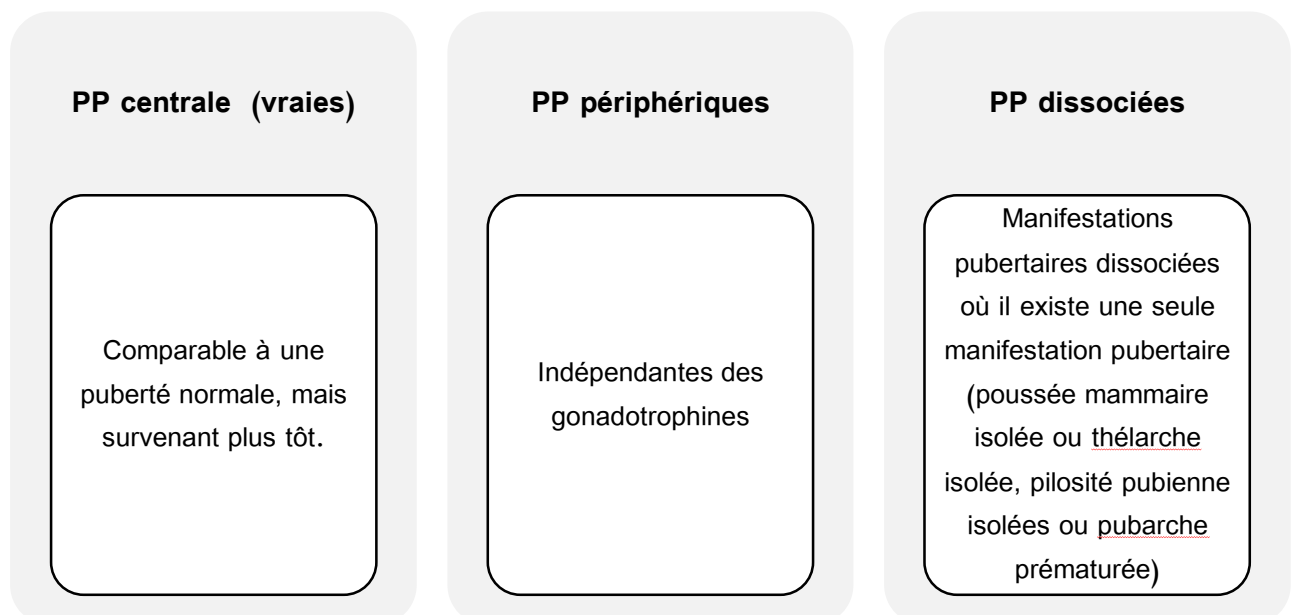 PP centrale (vraies)
Comparable à une
puberté normale, mais
survenant plus tôt.
PP périphériques
Indépendantes des
gonadotrophines
PP dissociées
Manifestations
pubertaires dissociées
où il existe une seule
manifestation pubertaire
(poussée mammaire
isolée ou thélarche
isolée, pilosité pubienne
isolées ou pubarche
prématurée)